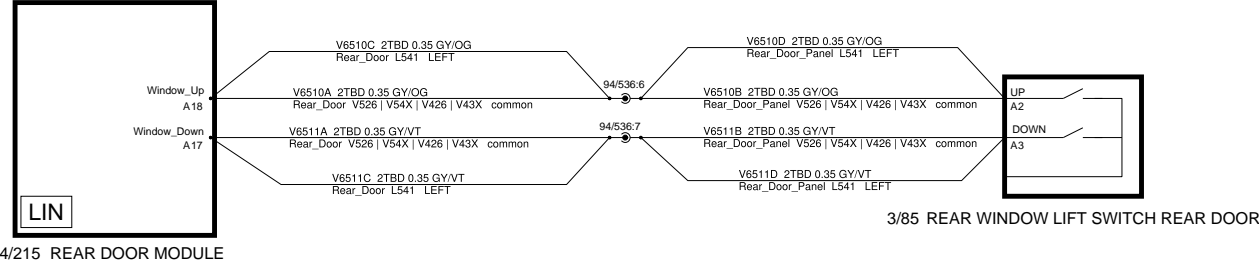 V6510C 2TBD 0.35 GY/OG
Rear_Door L541 LEFT
V6510D 2TBD 0.35 GY/OG
Rear_Door_Panel L541 LEFT
Window_Up
A18
V6510A 2TBD 0.35 GY/OG
Rear_Door V526 | V54X | V426 | V43X common
94/536:6
V6510B 2TBD 0.35 GY/OG
Rear_Door_Panel V526 | V54X | V426 | V43X common
UP
A2
Window_Down
A17
V6511A 2TBD 0.35 GY/VT
Rear_Door V526 | V54X | V426 | V43X common
94/536:7
V6511B 2TBD 0.35 GY/VT
Rear_Door_Panel V526 | V54X | V426 | V43X common
DOWN
A3
V6511C 2TBD 0.35 GY/VT
Rear_Door L541 LEFT
V6511D 2TBD 0.35 GY/VT
Rear_Door_Panel L541 LEFT
LIN
3/85 REAR WINDOW LIFT SWITCH REAR DOOR
4/215 REAR DOOR MODULE